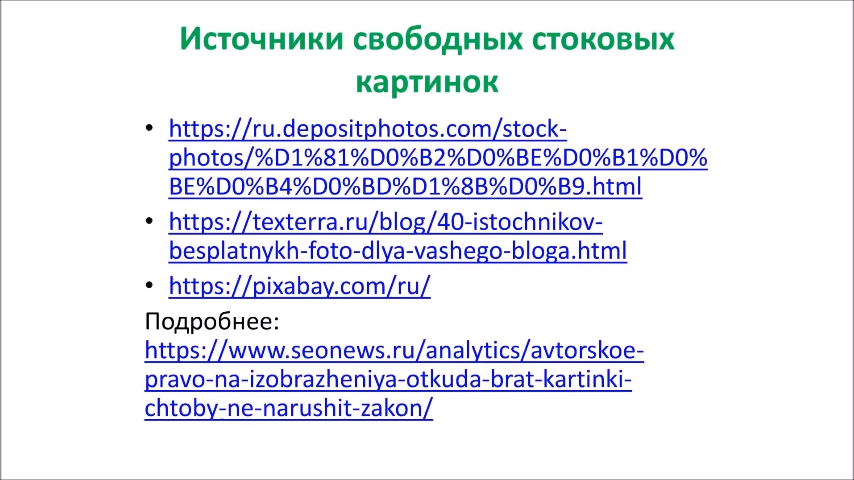 Источники свободных стоковых
картинок
• https://ru.depositphotos.com/stock-
photos/%D1%81%D0%B2%D0%BE%D0%B1%D0%
BE%D0%B4%D0%BD%D1%8B%D0%B9.html
• https://texterra.ru/blog/40-istochnikov-
besplatnykh-foto-dlya-vashego-bloga.html
• https://pixabay.com/ru/
Подробнее:
https://www.seonews.ru/analytics/avtorskoe-
pravo-na-izobrazheniya-otkuda-brat-kartinki-
chtoby-ne-narushit-zakon/